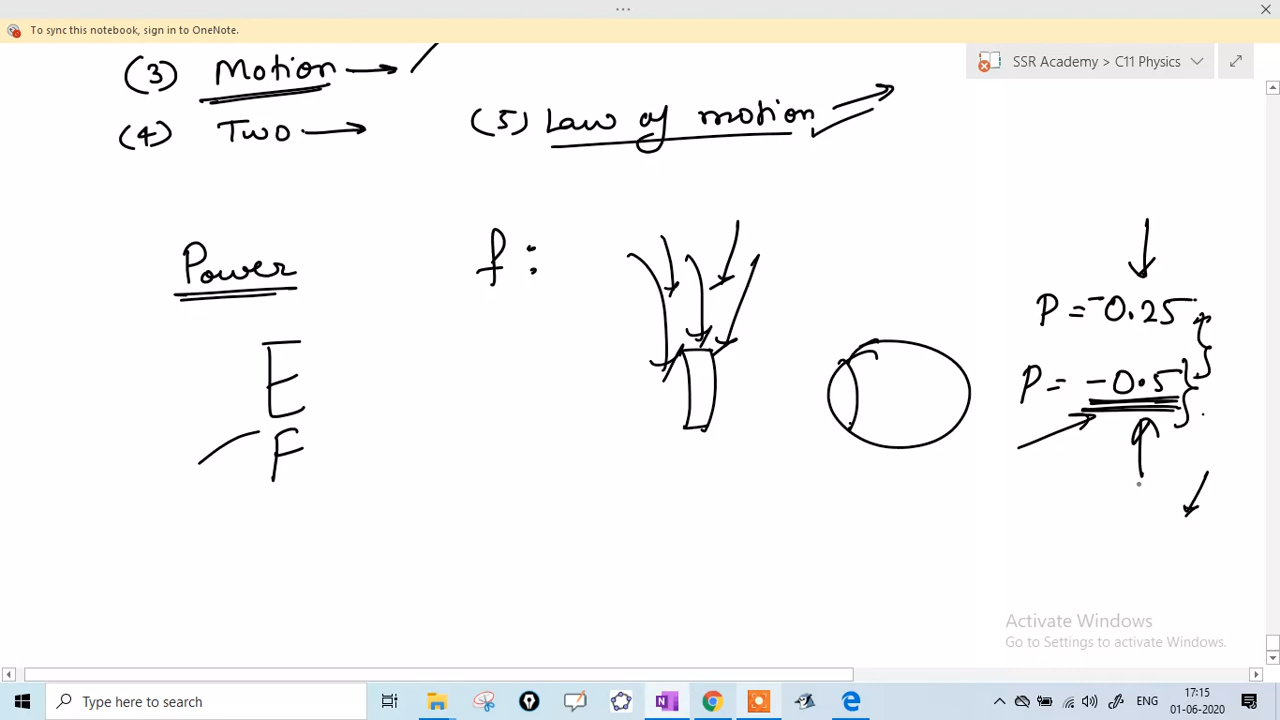 To sync this notebook, sign in to OneNote.
SSR Academy > C11 Physics
(3) Motion
(4) Two
(5) Law of motion
Power
f :
P = -0.25
P = -0.5
E
F
Activate Windows
Go to Settings to activate Windows.
Type here to search
ENG
17:15
01-06-2020